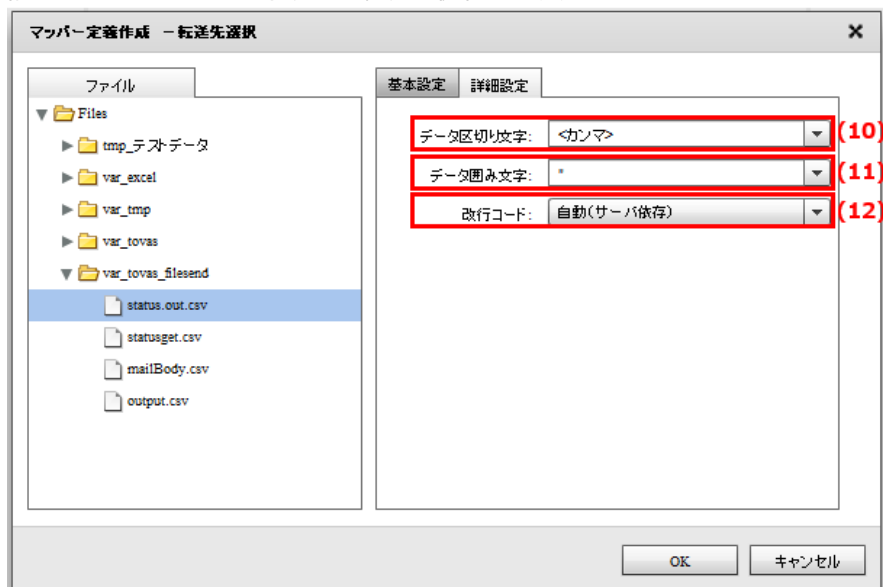 マッパー定義作成 －転送先選択
ファイル
Files
tmp_テストデータ
var_excel
var_tmp
var_tovas
var_tovas_filesend
status.out.csv
statusget.csv
mailBody.csv
output.csv
基本設定 詳細設定
データ区切り文字: <カンマ> (10)
データ囲み文字: " (11)
改行コード: 自動(サーバ依存) (12)
OK キャンセル